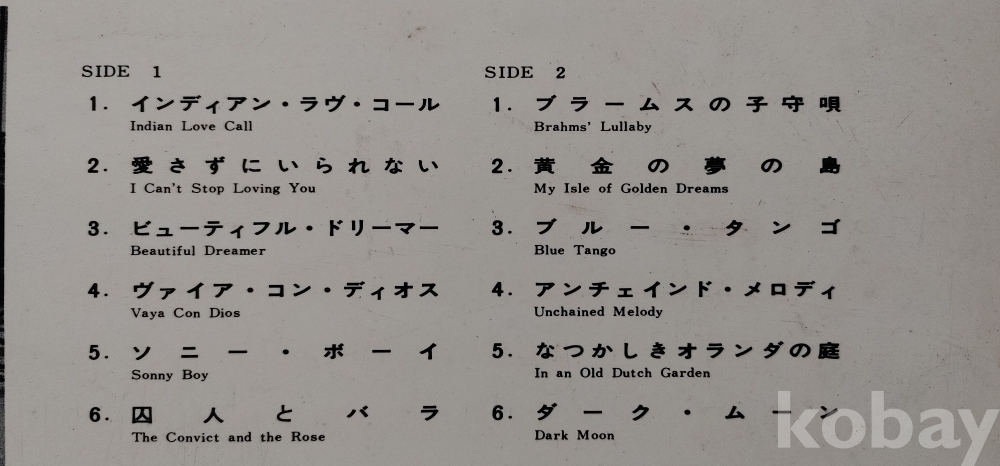 SIDE 1
1. インディアン・ラヴ・コール
Indian Love Call
2. 愛さずにいられない
I Can't Stop Loving You
3. ビューティフル・ドリーマー
Beautiful Dreamer
4. ヴァイア・コン・ディオス
Vaya Con Dios
5. ソニー・ボーイ
Sonny Boy
6. 囚人とバラ
The Convict and the Rose
SIDE 2
1. ブラームスの子守唄
Brahms' Lullaby
2. 黄金の夢の島
My Isle of Golden Dreams
3. ブルー・タンゴ
Blue Tango
4. アンチェインド・メロディ
Unchained Melody
5. なつかしきオランダの庭
In an Old Dutch Garden
6. ダーク・ムーン
Dark Moon
kobay